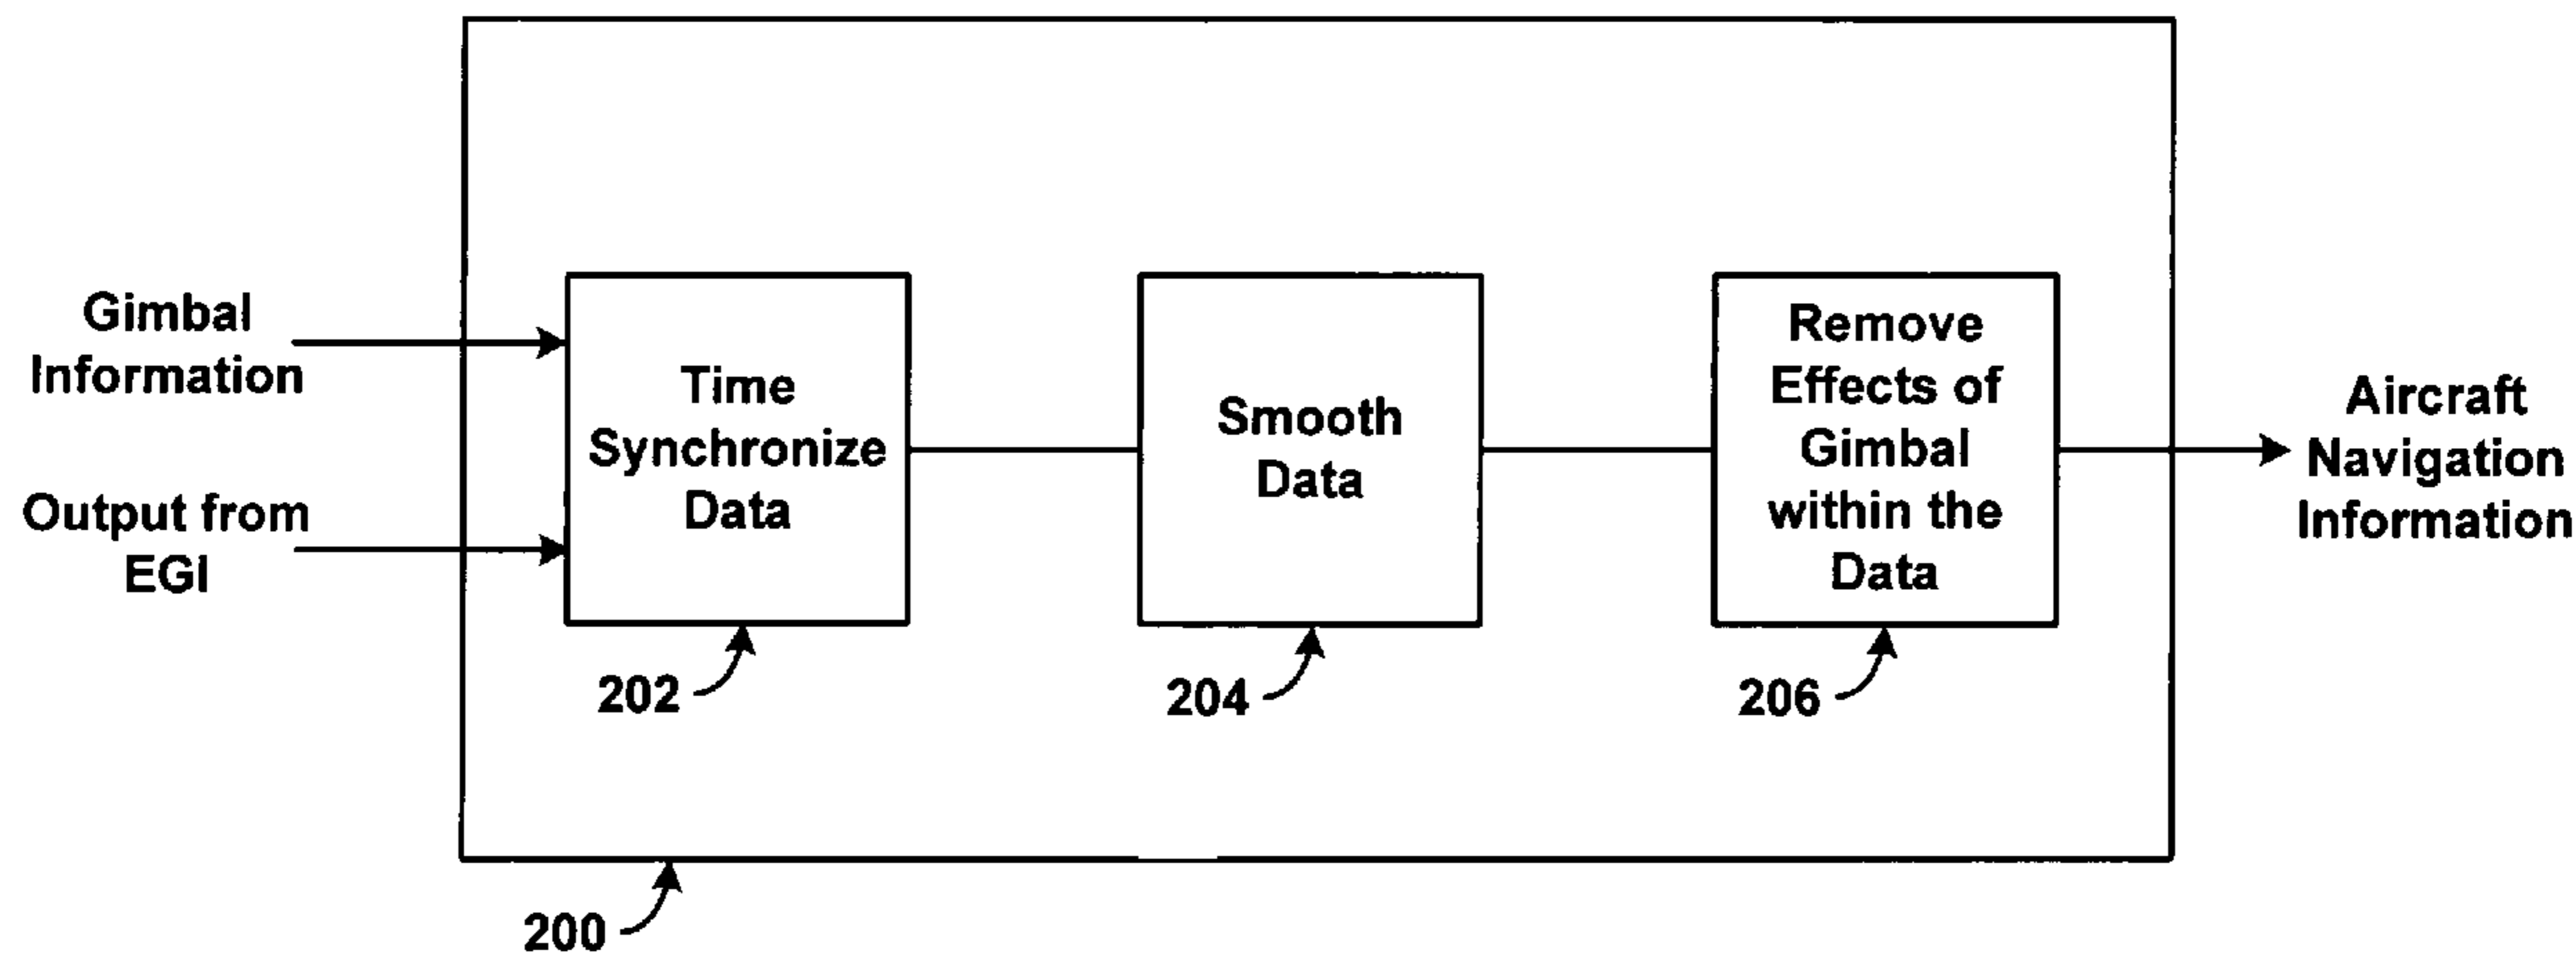 Gimbal
Information
Output from
EGI
Time
Synchronize
Data
202
Smooth
Data
204
Remove
Effects of
Gimbal
within the
Data
206
Aircraft
Navigation
Information
200